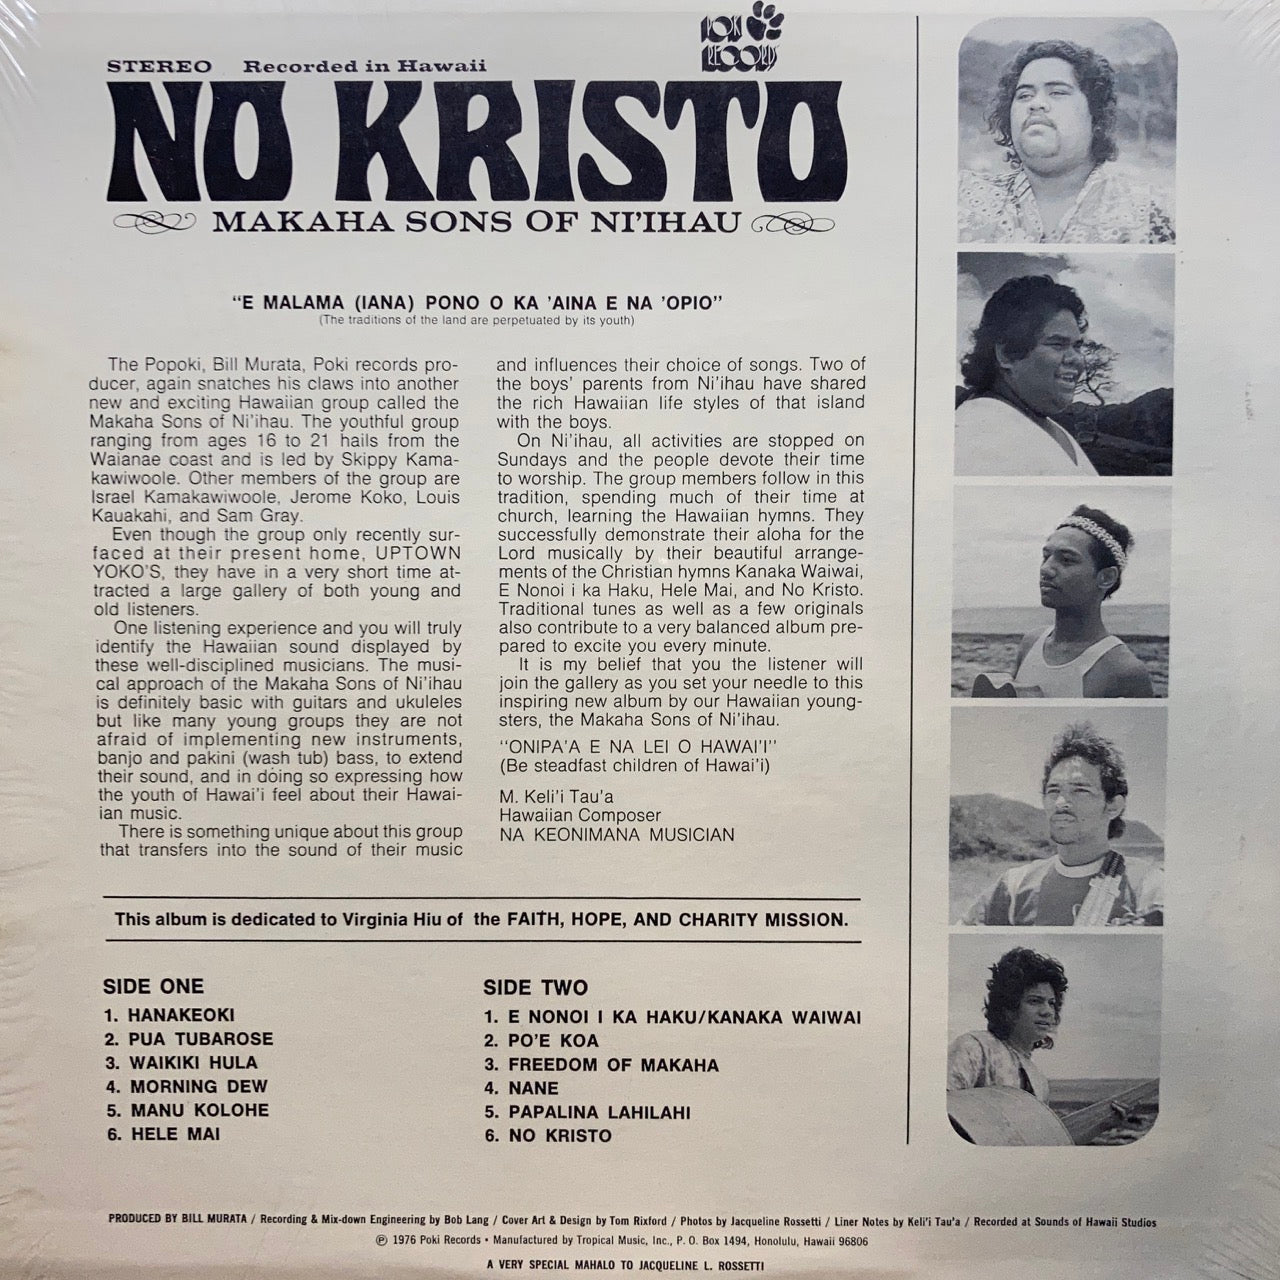 POKI
RECORDS
STEREO Recorded in Hawaii
NO KRISTO
MAKAHA SONS OF NI'IHAU
"E MALAMA (IANA) PONO O KA 'AINA E NA 'OPIO"
(The traditions of the land are perpetuated by its youth)
The Popoki, Bill Murata, Poki records pro-
ducer, again snatches his claws into another
new and exciting Hawaiian group called the
Makaha Sons of Ni'ihau. The youthful group
ranging from ages 16 to 21 hails from the
Waianae coast and is led by Skippy Kama-
kawiwoole. Other members of the group are
Israel Kamakawiwoole, Jerome Koko, Louis
Kauakahi, and Sam Gray.
Even though the group only recently sur-
faced at their present home, UPTOWN
YOKO'S, they have in a very short time at-
tracted a large gallery of both young and
old listeners.
One listening experience and you will truly
identify the Hawaiian sound displayed by
these well-disciplined musicians. The musi-
cal approach of the Makaha Sons of Ni'ihau
is definitely basic with guitars and ukuleles
but like many young groups they are not
afraid of implementing new instruments,
banjo and pakini (wash tub) bass, to extend
their sound, and in doing so expressing how
the youth of Hawai'i feel about their Hawai-
ian music.
There is something unique about this group
that transfers into the sound of their music
and influences their choice of songs. Two of
the boys' parents from Ni'ihau have shared
the rich Hawaiian life styles of that island
with the boys.
On Ni'ihau, all activities are stopped on
Sundays and the people devote their time
to worship. The group members follow in this
tradition, spending much of their time at
church, learning the Hawaiian hymns. They
successfully demonstrate their aloha for the
Lord musically by their beautiful arrange-
ments of the Christian hymns Kanaka Waiwai,
E Nonoi i ka Haku, Hele Mai, and No Kristo.
Traditional tunes as well as a few originals
also contribute to a very balanced album pre-
pared to excite you every minute.
It is my belief that you the listener will
join the gallery as you set your needle to this
inspiring new album by our Hawaiian young-
sters, the Makaha Sons of Ni'ihau.
"ONIPA'A E NA LEI O HAWAI'I"
(Be steadfast children of Hawai'i)
M. Keli'i Tau'a
Hawaiian Composer
NA KEONIMANA MUSICIAN
This album is dedicated to Virginia Hiu of the FAITH, HOPE, AND CHARITY MISSION.
SIDE ONE
1. HANAKEOKI
2. PUA TUBAROSE
3. WAIKIKI HULA
4. MORNING DEW
5. MANU KOLOHE
6. HELE MAI
SIDE TWO
1. E NONOI I KA HAKU/KANAKA WAIWAI
2. PO'E KOA
3. FREEDOM OF MAKAHA
4. NANE
5. PAPALINA LAHILAHI
6. NO KRISTO
PRODUCED BY BILL MURATA / Recording & Mix-down Engineering by Bob Lang / Cover Art & Design by Tom Rixford / Photos by Jacqueline Rossetti / Liner Notes by Keli'i Tau'a / Recorded at Sounds of Hawaii Studios
℗ 1976 Poki Records • Manufactured by Tropical Music, Inc., P. O. Box 1494, Honolulu, Hawaii 96806
A VERY SPECIAL MAHALO TO JACQUELINE L. ROSSETTI